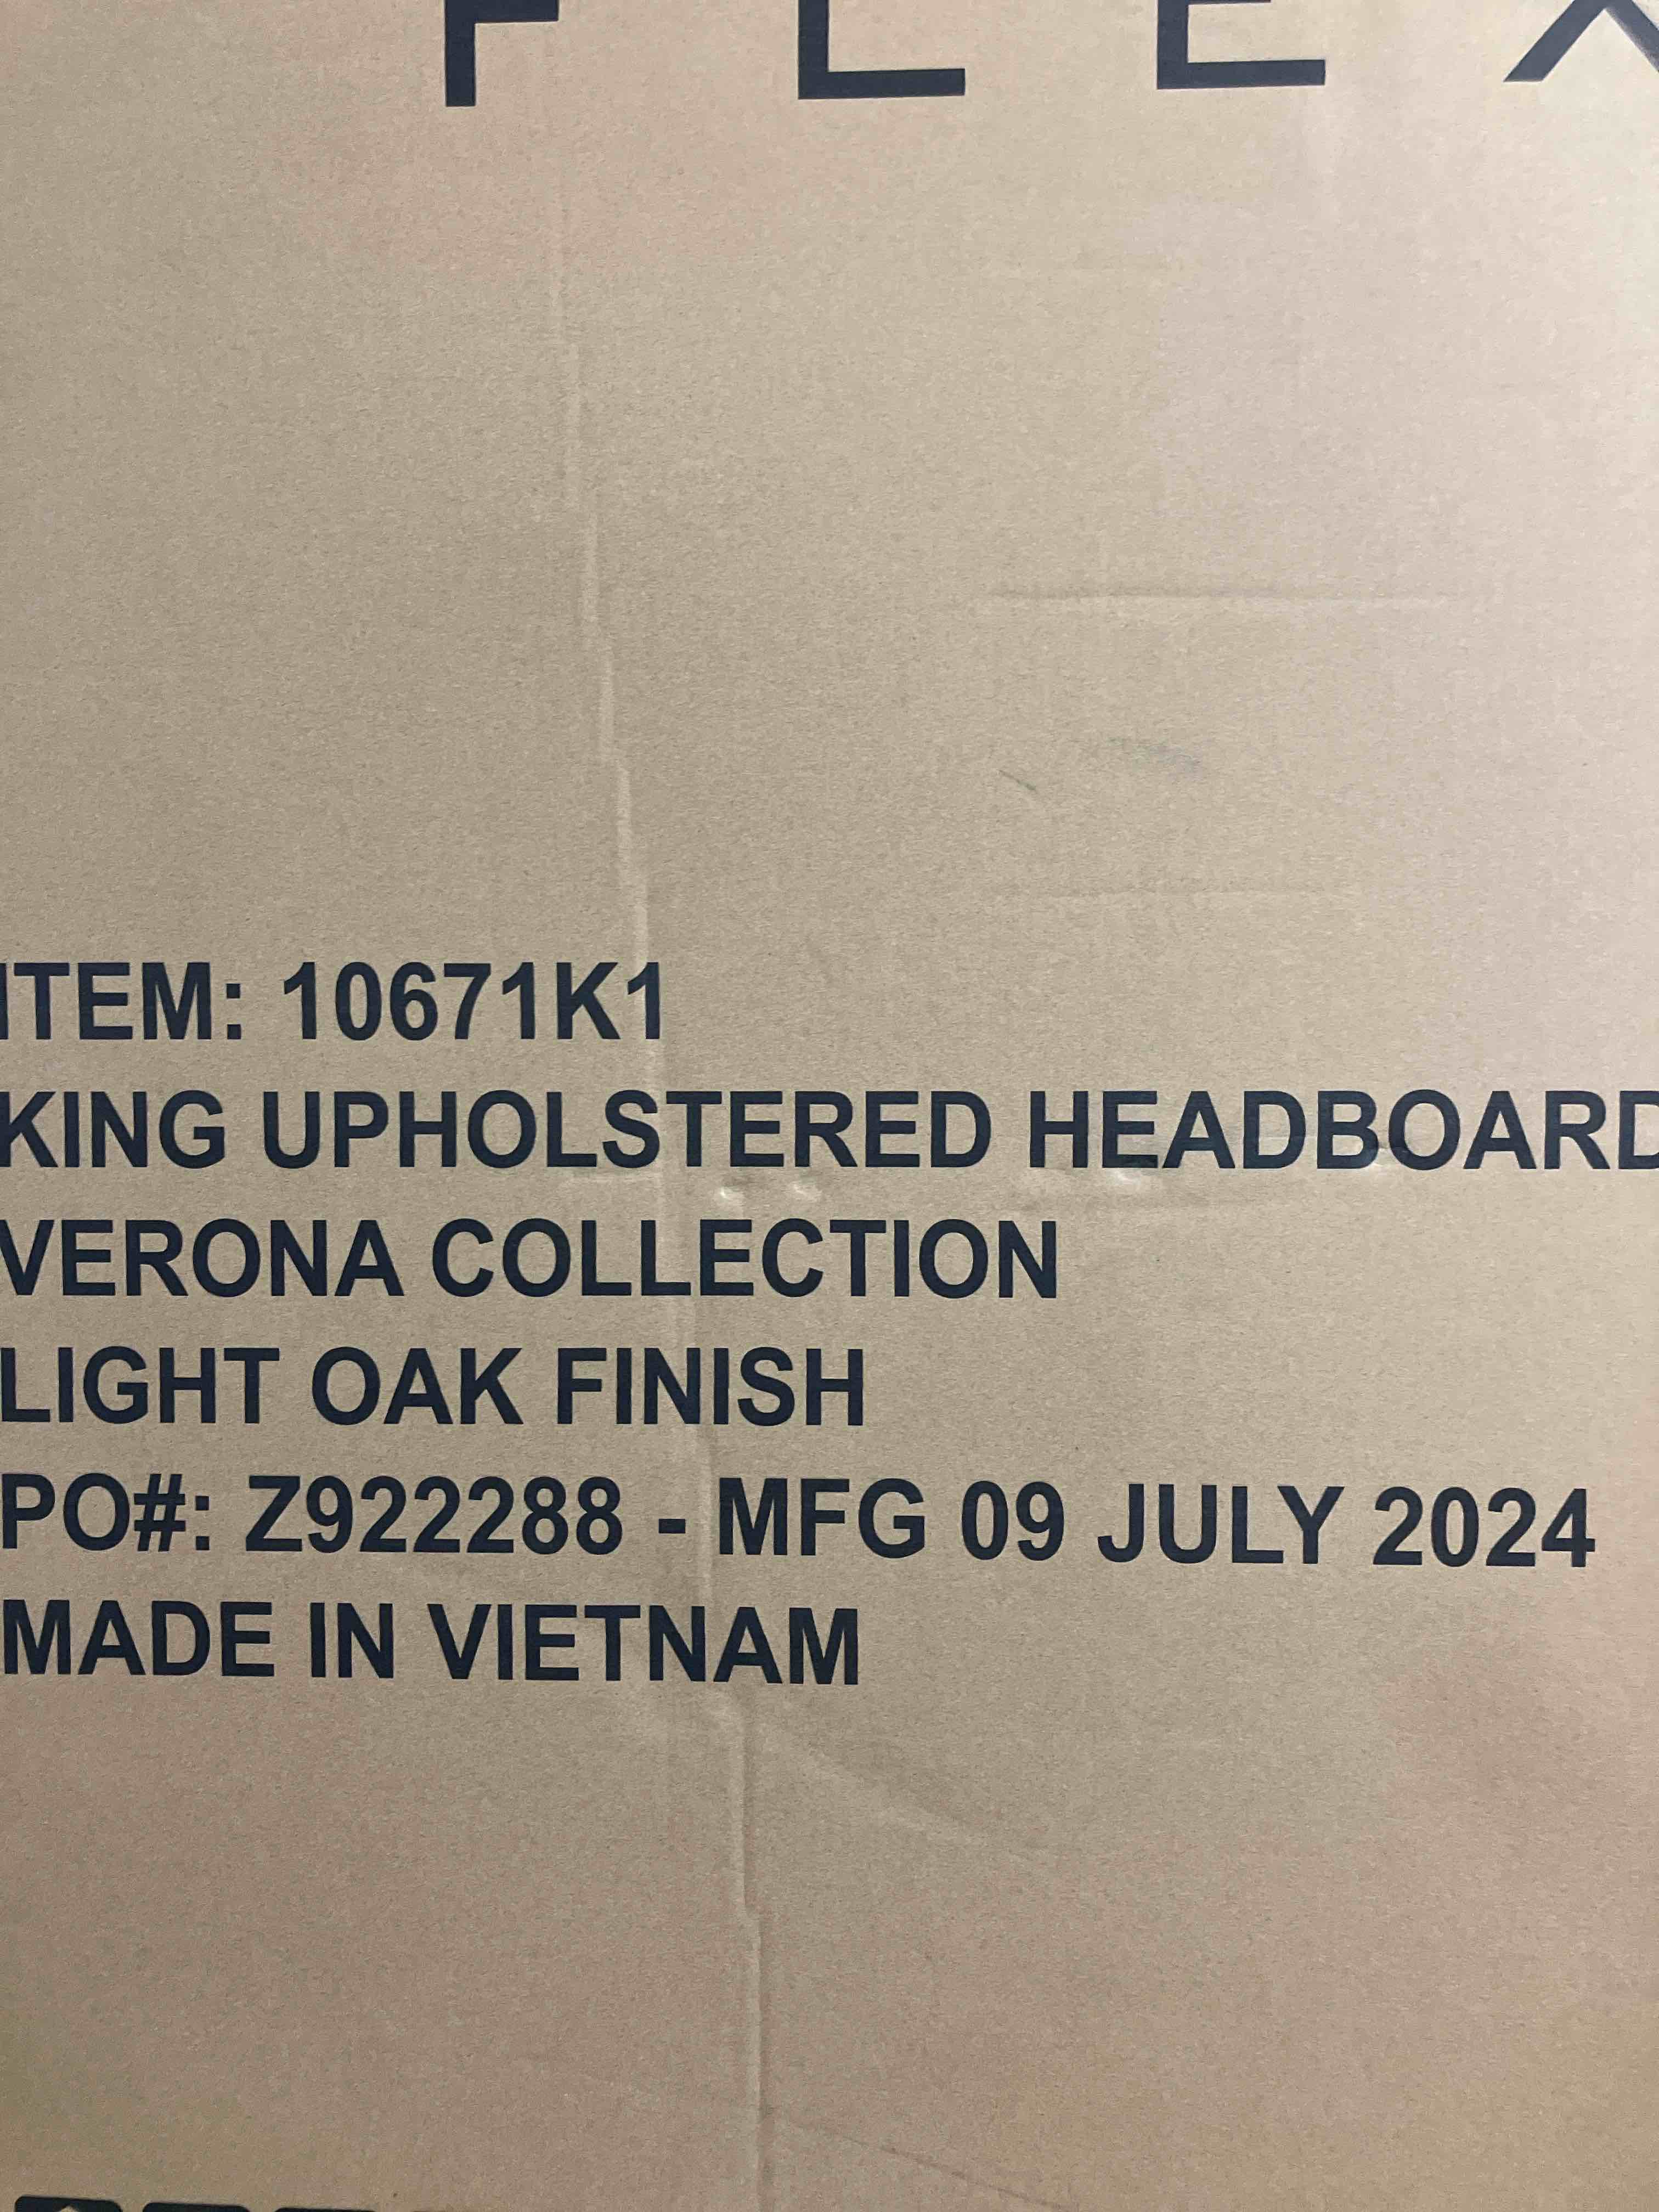 FLEX
ITEM: 10671K1
KING UPHOLSTERED HEADBOARD
VERONA COLLECTION
LIGHT OAK FINISH
PO#: Z922288 - MFG 09 JULY 2024
MADE IN VIETNAM